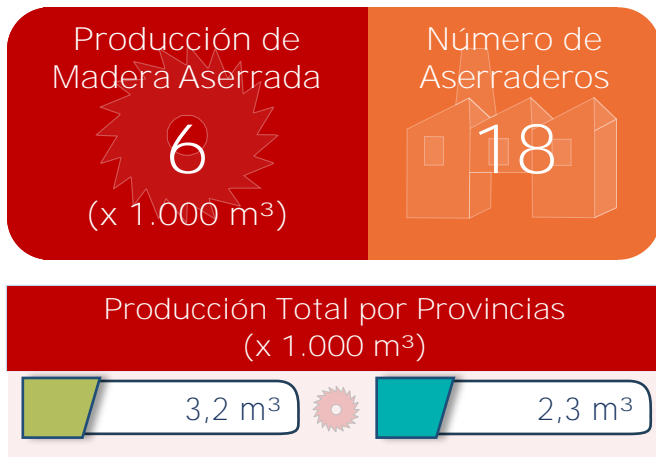 Producción de
Madera Aserrada
6
(x 1.000 m³)
Número de
Aserraderos
18
Producción Total por Provincias
(x 1.000 m³)
3,2 m³
2,3 m³